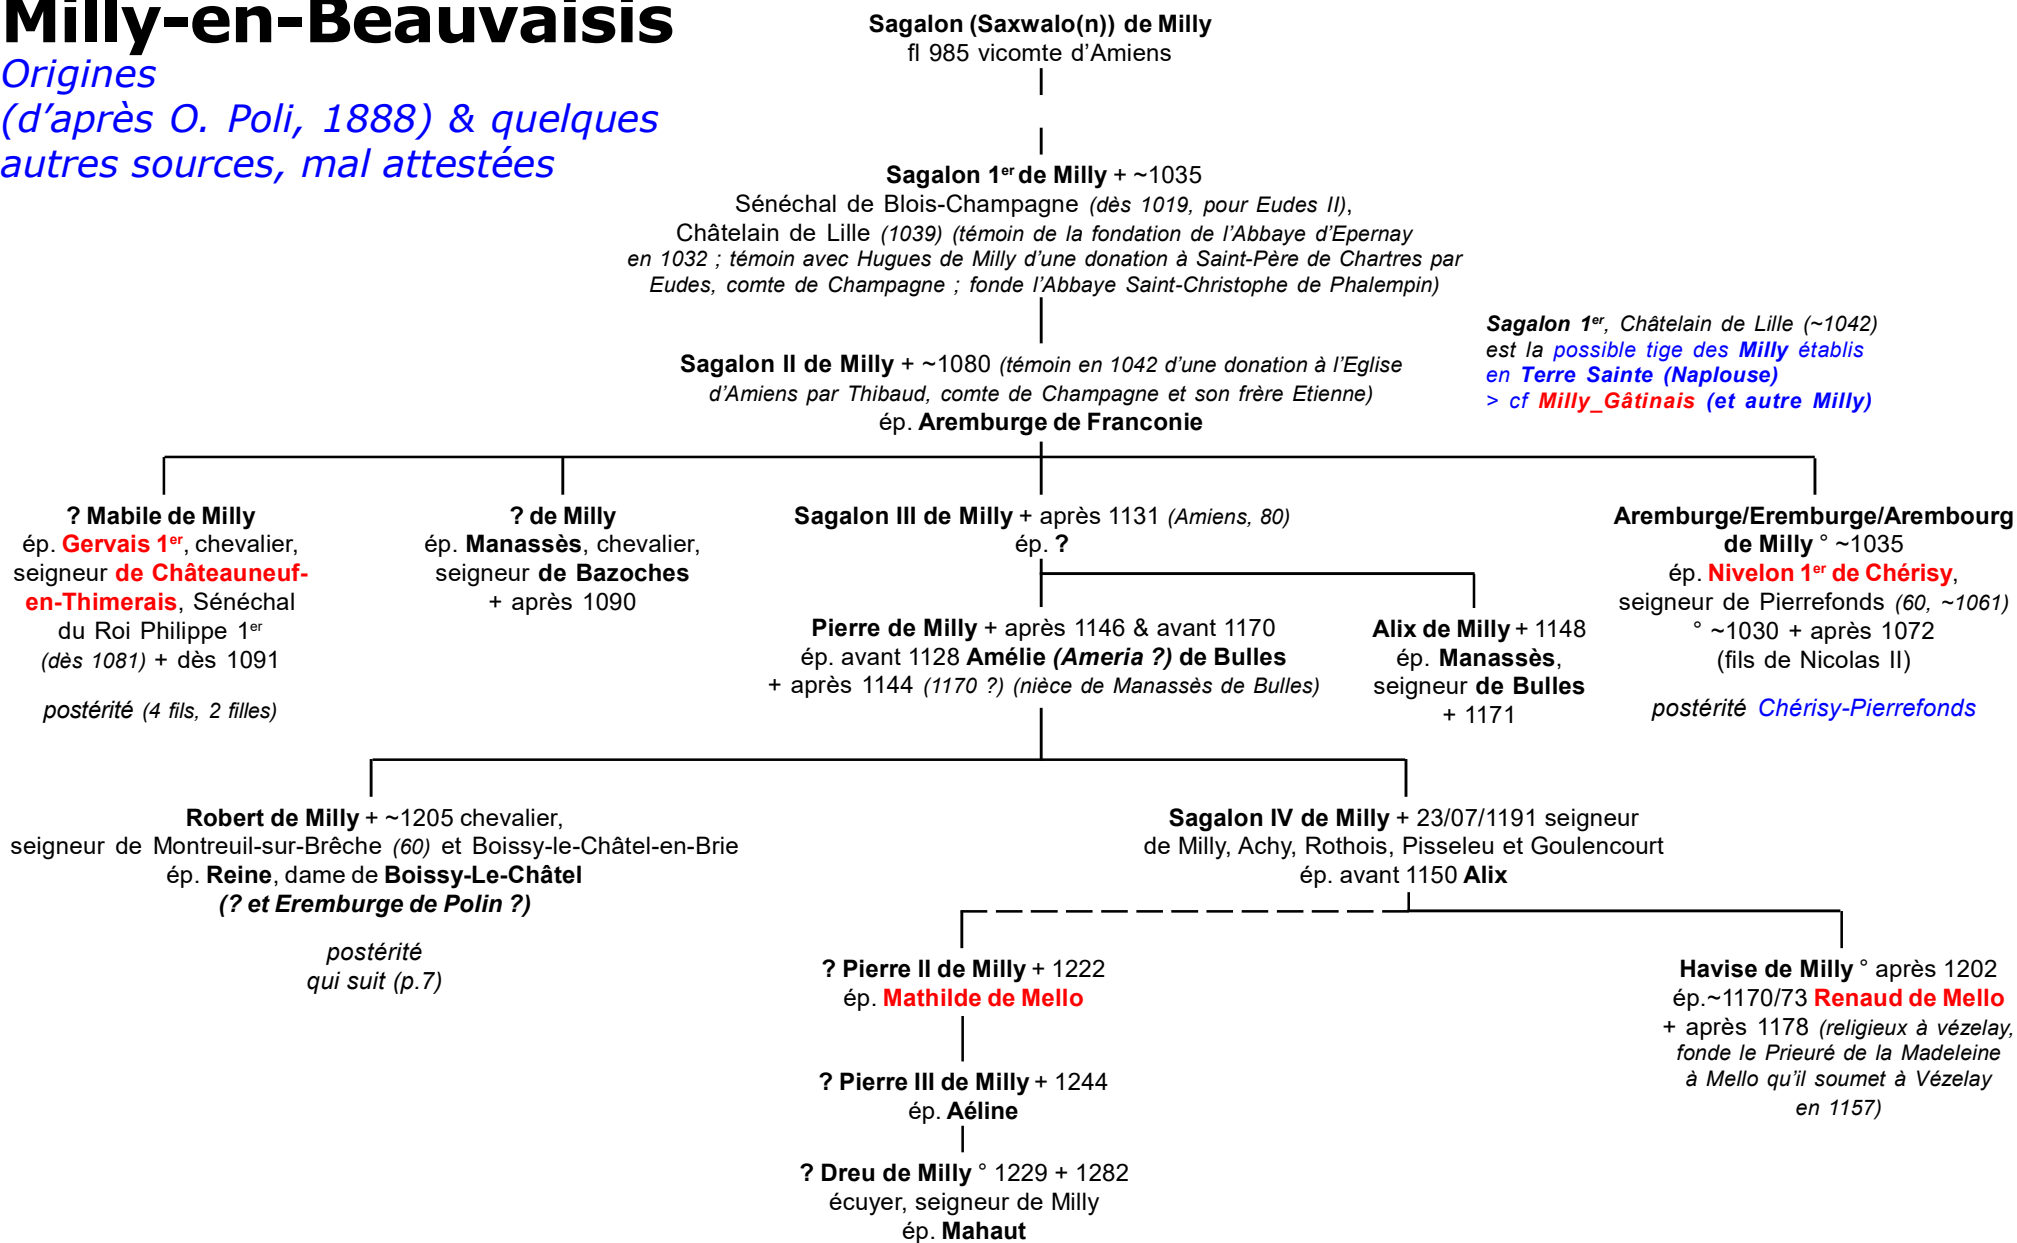 Milly-en-Beauvaisis
Origines
(d'après O. Poli, 1888) & quelques
autres sources, mal attestées
Sagalon (Saxwalo(n)) de Milly
fl 985 vicomte d'Amiens
Sagalon 1er de Milly + ~1035
Sénéchal de Blois-Champagne (dès 1019, pour Eudes II),
Châtelain de Lille (1039) (témoin de la fondation de l'Abbaye d'Epernay
en 1032 ; témoin avec Hugues de Milly d'une donation à Saint-Père de Chartres par
Eudes, comte de Champagne ; fonde l'Abbaye Saint-Christophe de Phalempin)
Sagalon 1er, Châtelain de Lille (~1042)
est la possible tige des Milly établis
en Terre Sainte (Naplouse)
> cf Milly_Gâtinais (et autre Milly)
Sagalon II de Milly + ~1080 (témoin en 1042 d'une donation à l'Eglise
d'Amiens par Thibaud, comte de Champagne et son frère Etienne)
ép. Aremburge de Franconie
? Mabile de Milly
ép. Gervais 1er, chevalier,
seigneur de Châteauneuf-
en-Thimerais, Sénéchal
du Roi Philippe 1er
(dès 1081) + dès 1091
postérité (4 fils, 2 filles)
? de Milly
ép. Manassès, chevalier,
seigneur de Bazoches
+ après 1090
Sagalon III de Milly + après 1131 (Amiens, 80)
ép. ?
Aremburge/Eremburge/Arembourg
de Milly ° ~1035
ép. Nivelon 1er de Chérisy,
seigneur de Pierrefonds (60, ~1061)
° ~1030 + après 1072
(fils de Nicolas II)
postérité Chérisy-Pierrefonds
Pierre de Milly + après 1146 & avant 1170
ép. avant 1128 Amélie (Ameria ?) de Bulles
+ après 1144 (1170 ?) (nièce de Manassès de Bulles)
Alix de Milly + 1148
ép. Manassès,
seigneur de Bulles
+ 1171
Robert de Milly + ~1205 chevalier,
seigneur de Montreuil-sur-Brêche (60) et Boissy-le-Châtel-en-Brie
ép. Reine, dame de Boissy-Le-Châtel
(? et Eremburge de Polin ?)
postérité
qui suit (p.7)
Sagalon IV de Milly + 23/07/1191 seigneur
de Milly, Achy, Rothois, Pisseleu et Goulencourt
ép. avant 1150 Alix
? Pierre II de Milly + 1222
ép. Mathilde de Mello
Havise de Milly ° après 1202
ép.~1170/73 Renaud de Mello
+ après 1178 (religieux à vézelay,
fonde le Prieuré de la Madeleine
à Mello qu'il soumet à Vézelay
en 1157)
? Pierre III de Milly + 1244
ép. Aéline
? Dreu de Milly ° 1229 + 1282
écuyer, seigneur de Milly
ép. Mahaut